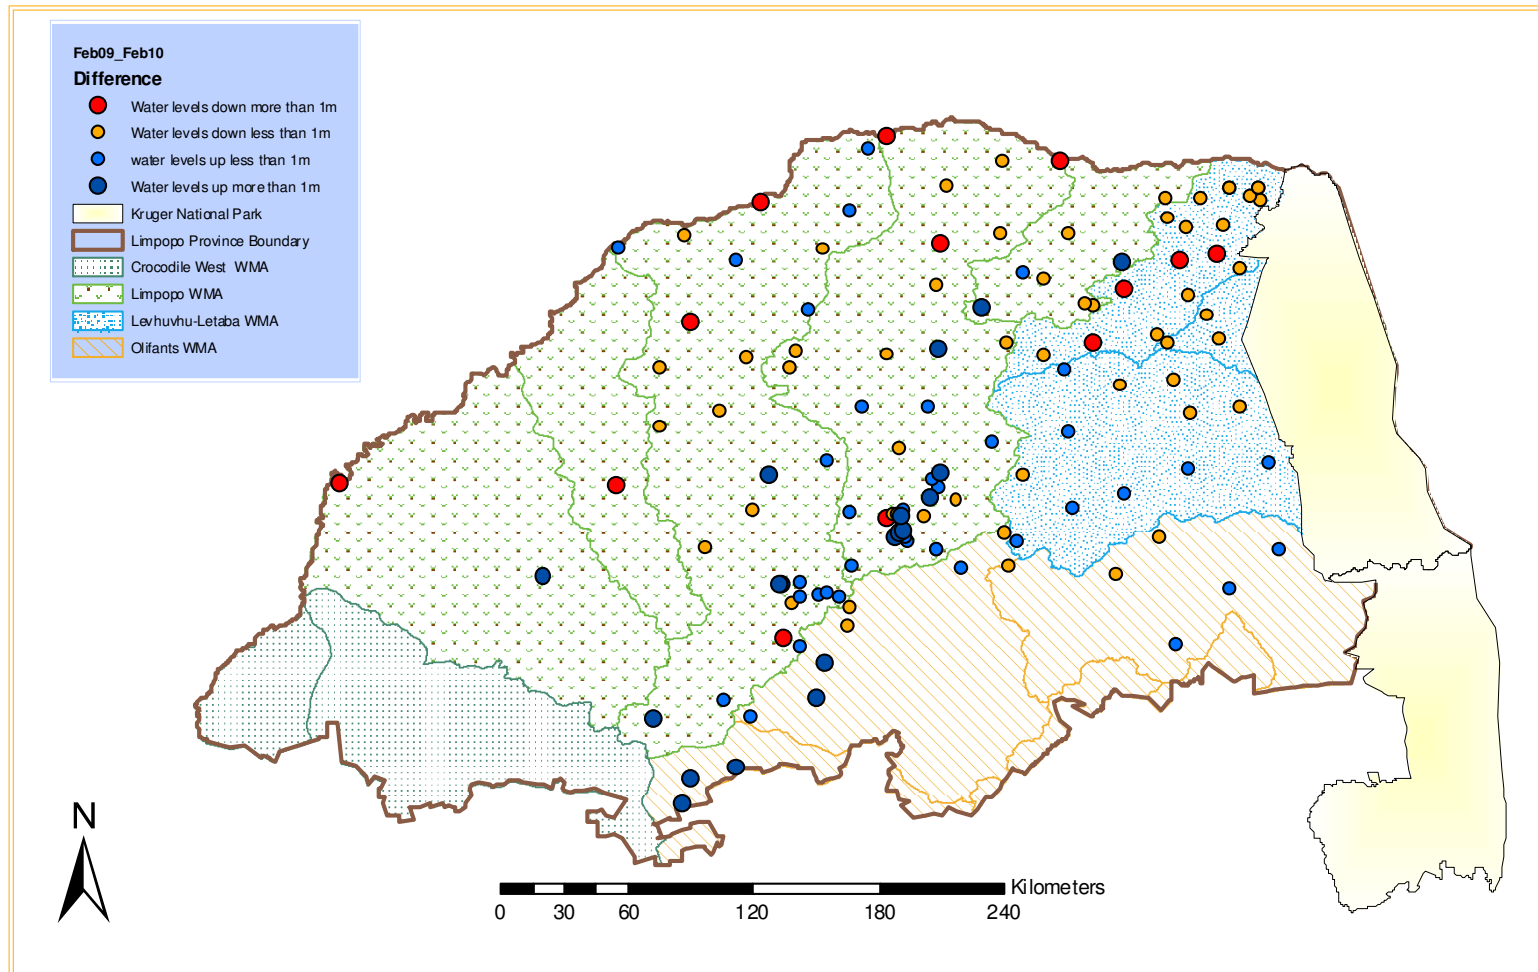 Feb09_Feb10
Difference
Water levels down more than 1m
Water levels down less than 1m
water levels up less than 1m
Water levels up more than 1m
Kruger National Park
Limpopo Province Boundary
Crocodile West WMA
Limpopo WMA
Levhuvhu-Letaba WMA
Olifants WMA
N
Kilometers
0 30 60 120 180 240